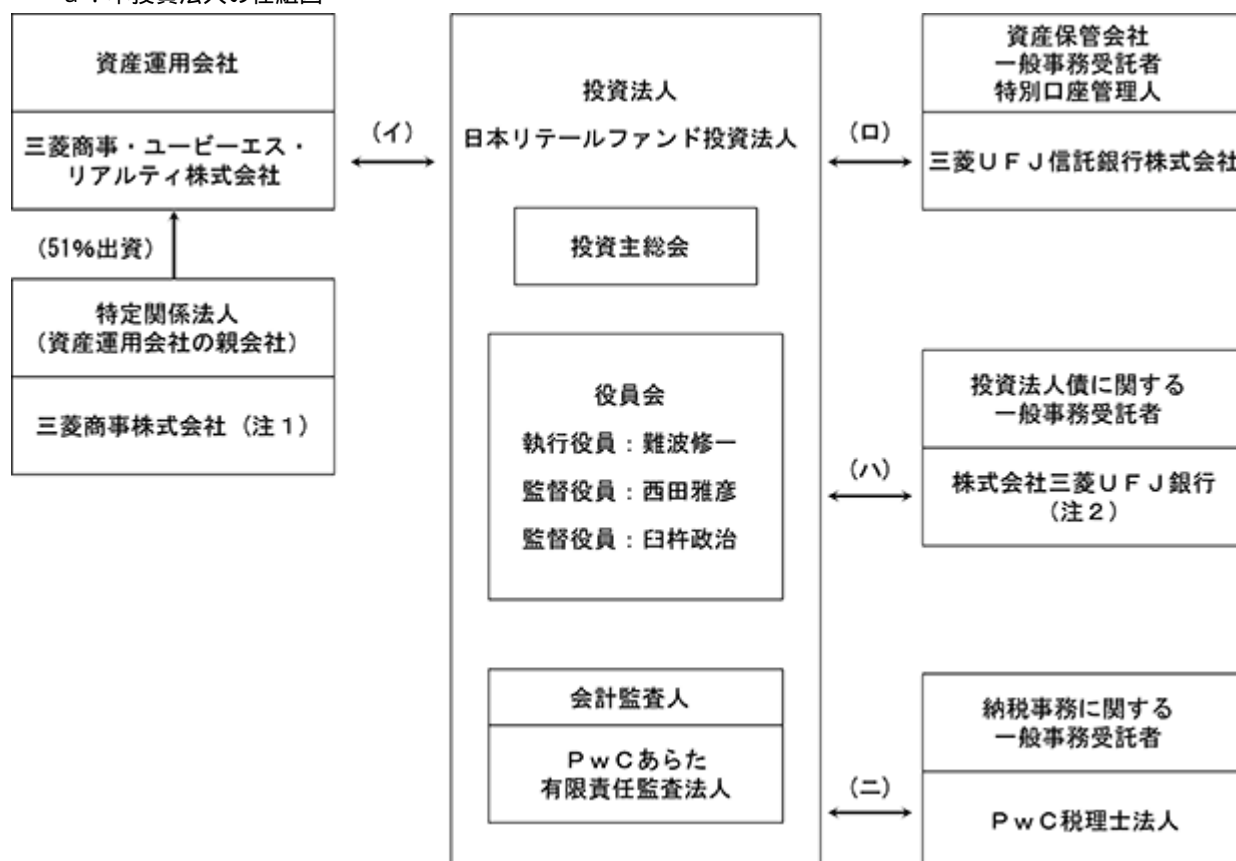 資産運用会社
三菱商事・ユービーエス・
リアルティ株式会社
(51%出資)
特定関係法人
(資産運用会社の親会社)
三菱商事株式会社(注1)
(イ)
投資法人
日本リテールファンド投資法人
投資主総会
役員会
執行役員：難波修一
監督役員：西田雅彦
監督役員：臼杵政治
会計監査人
PwCあらた
有限責任監査法人
(ロ)
資産保管会社
一般事務受託者
特別口座管理人
三菱UFJ信託銀行株式会社
(ハ)
投資法人債に関する
一般事務受託者
株式会社三菱UFJ銀行
(注2)
(ニ)
納税事務に関する
一般事務受託者
PwC税理士法人